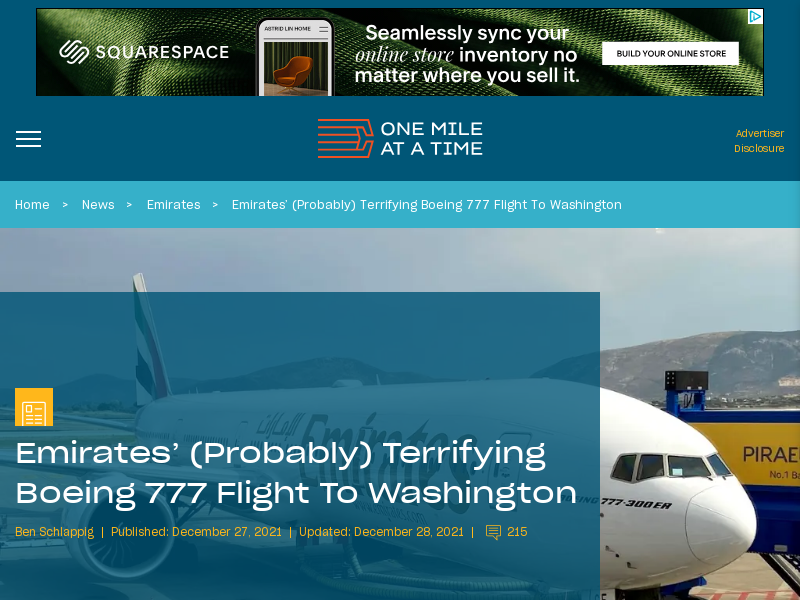 SQUARESPACE
ASTRID LIN HOME
Seamlessly sync your
online store inventory no
matter where you sell it.
BUILD YOUR ONLINE STORE
ONE MILE
AT A TIME
Advertiser
Disclosure
Home > News > Emirates > Emirates' (Probably) Terrifying Boeing 777 Flight To Washington
Emirates
Emirates' (Probably) Terrifying
Boeing 777 Flight To Washington
BOEING 777-300ER
PIRAE
No.1 Ba
Ben Schlappig | Published: December 27, 2021 | Updated: December 28, 2021 | 215